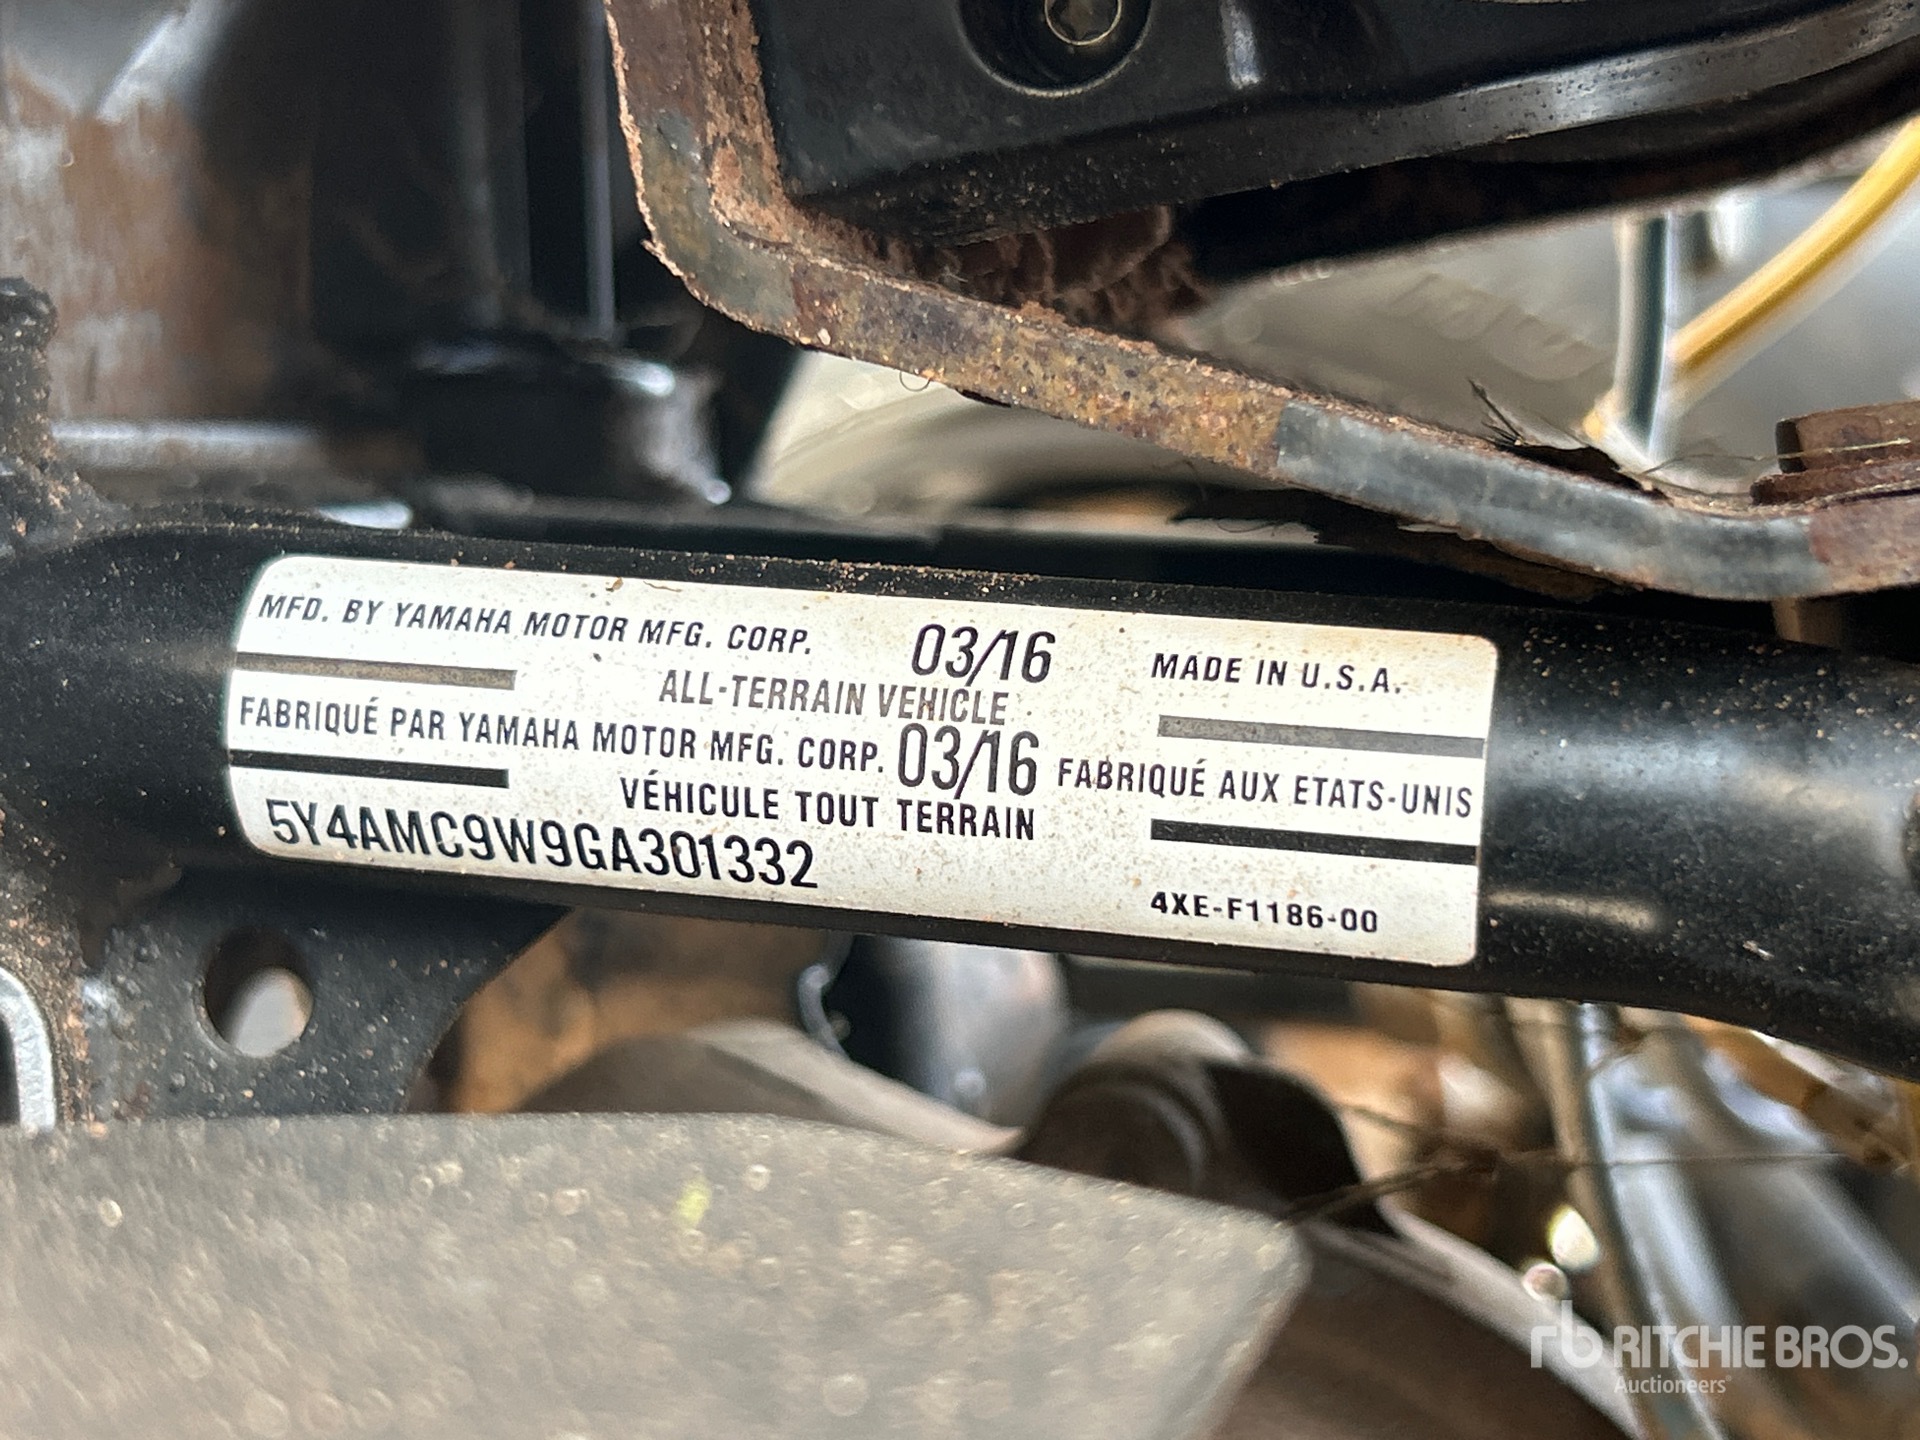 MFD. BY YAMAHA MOTOR MFG. CORP. 03/16 MADE IN U.S.A.
ALL-TERRAIN VEHICLE
FABRIQUÉ PAR YAMAHA MOTOR MFG. CORP. 03/16 FABRIQUÉ AUX ETATS-UNIS
VÉHICULE TOUT TERRAIN
5Y4AMC9W9GA301332
4XE-F1186-00
rb RITCHIE BROS.
Auctioneers